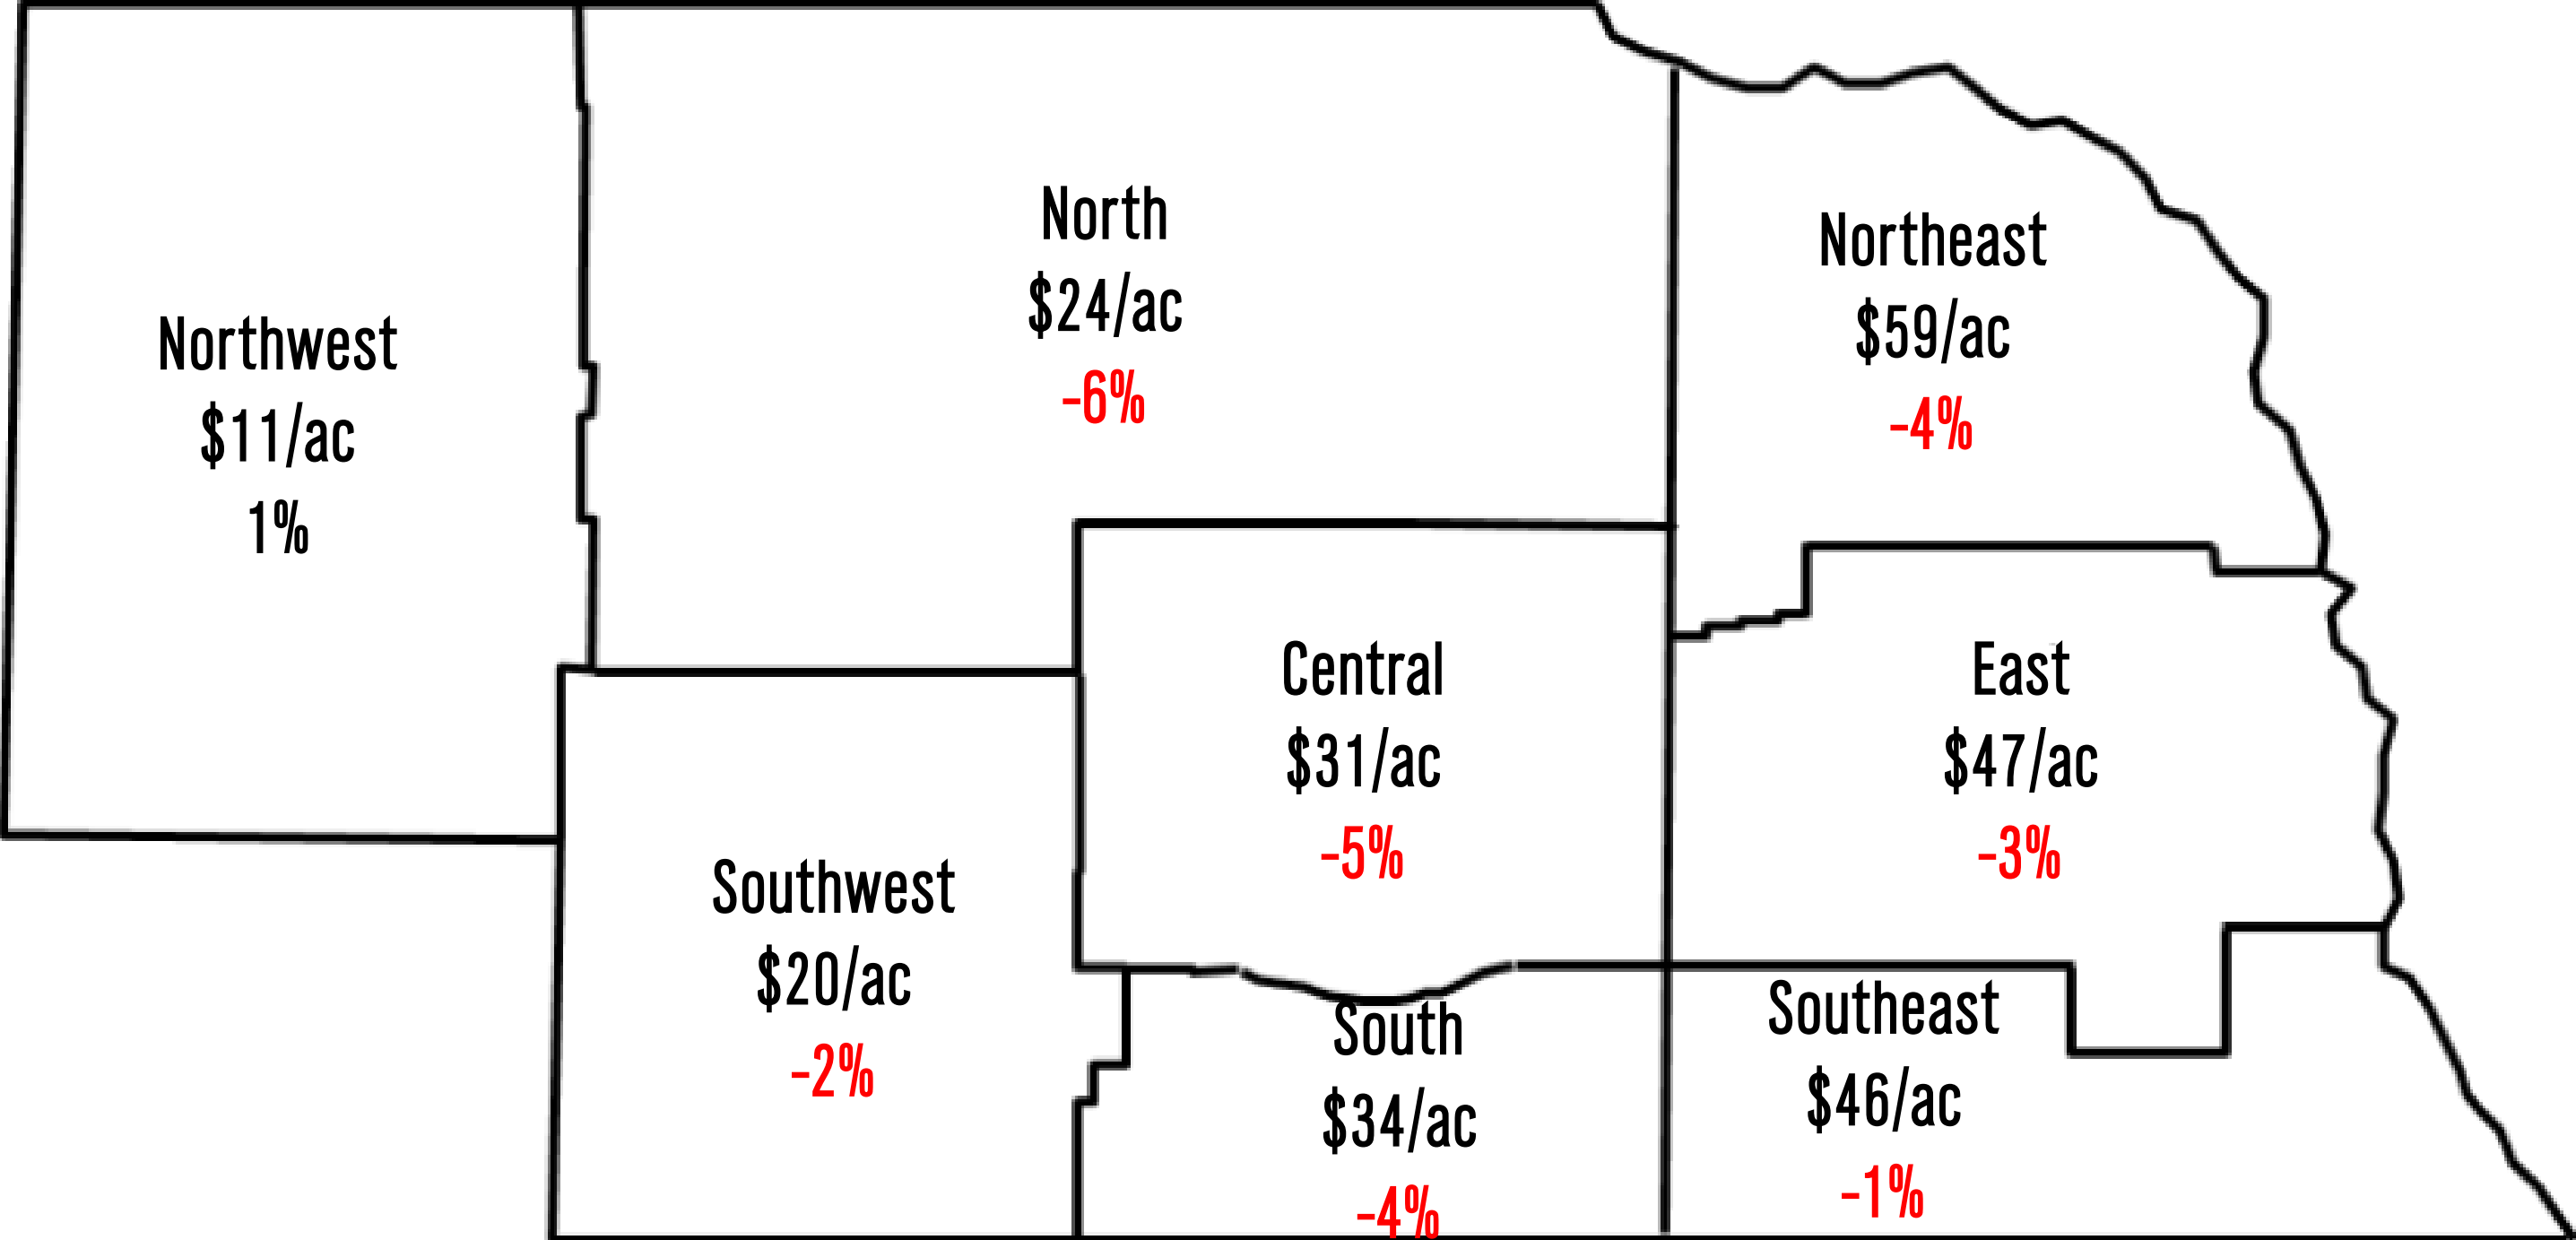 North
$24/ac
-6%
Northeast
$59/ac
-4%
Northwest
$11/ac
1%
Central
$31/ac
-5%
East
$47/ac
-3%
Southwest
$20/ac
-2%
South
$34/ac
-4%
Southeast
$46/ac
-1%